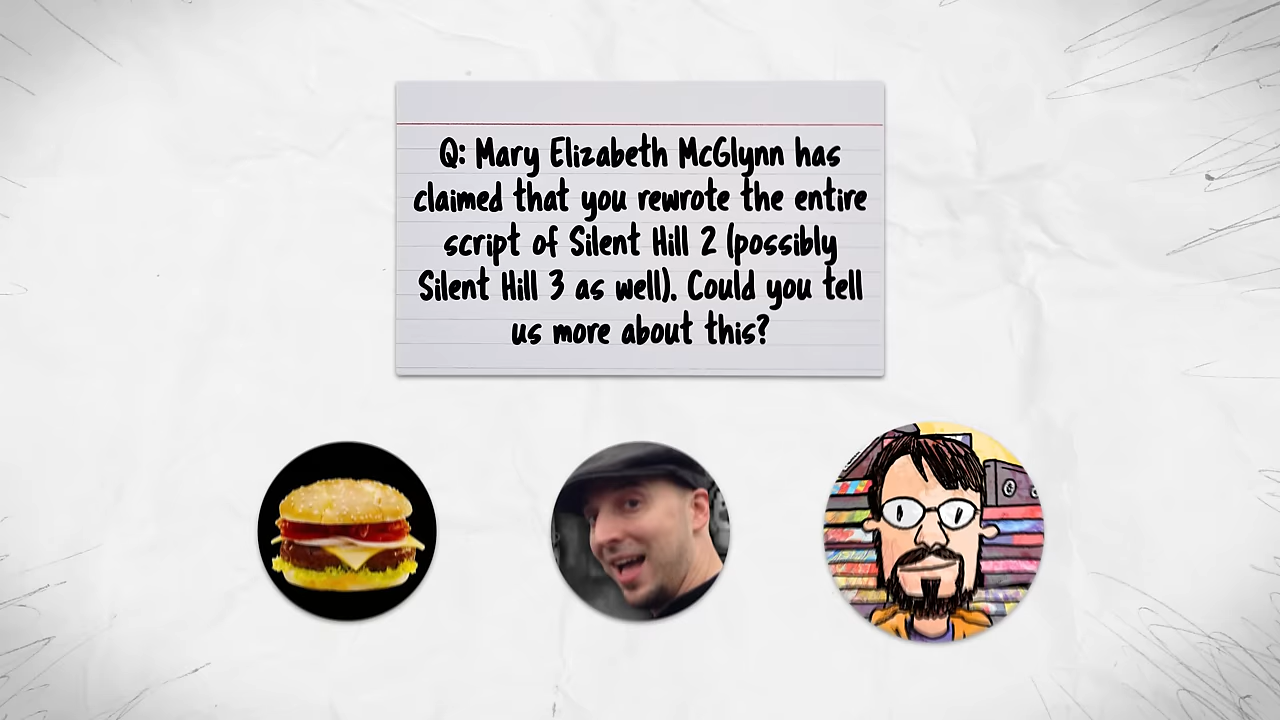 Q: Mary Elizabeth McGlynn has
claimed that you rewrote the entire
script of Silent Hill 2 (possibly
Silent Hill 3 as well). Could you tell
us more about this?